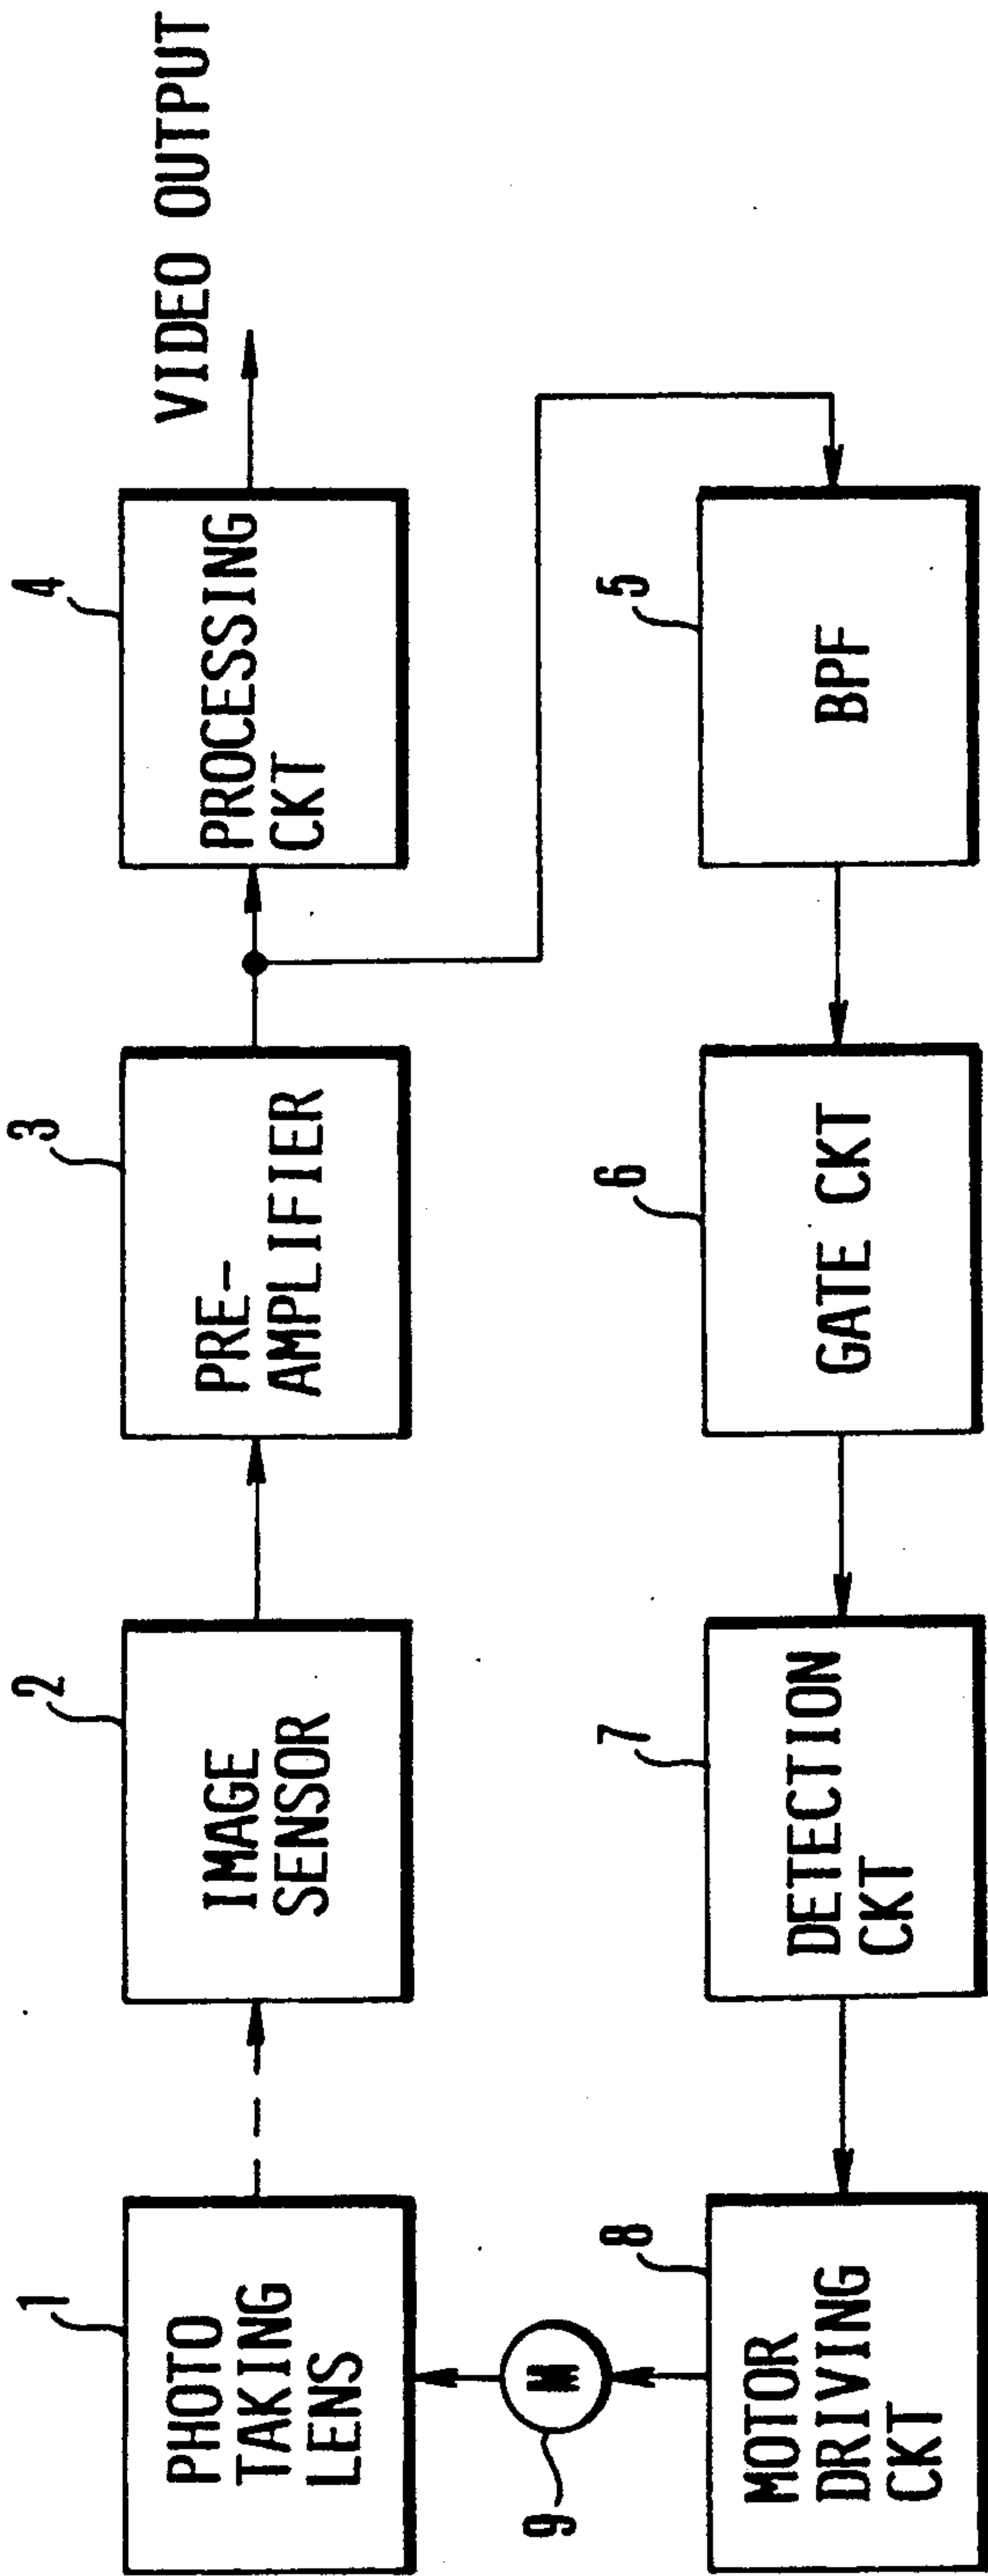 1
PHOTO
TAKING
LENS
2
IMAGE
SENSOR
3
PRE-
AMPLIFIER
4
PROCESSING
CKT
VIDEO OUTPUT
9
M
8
MOTOR
DRIVING
CKT
7
DETECTION
CKT
6
GATE CKT
5
BPF